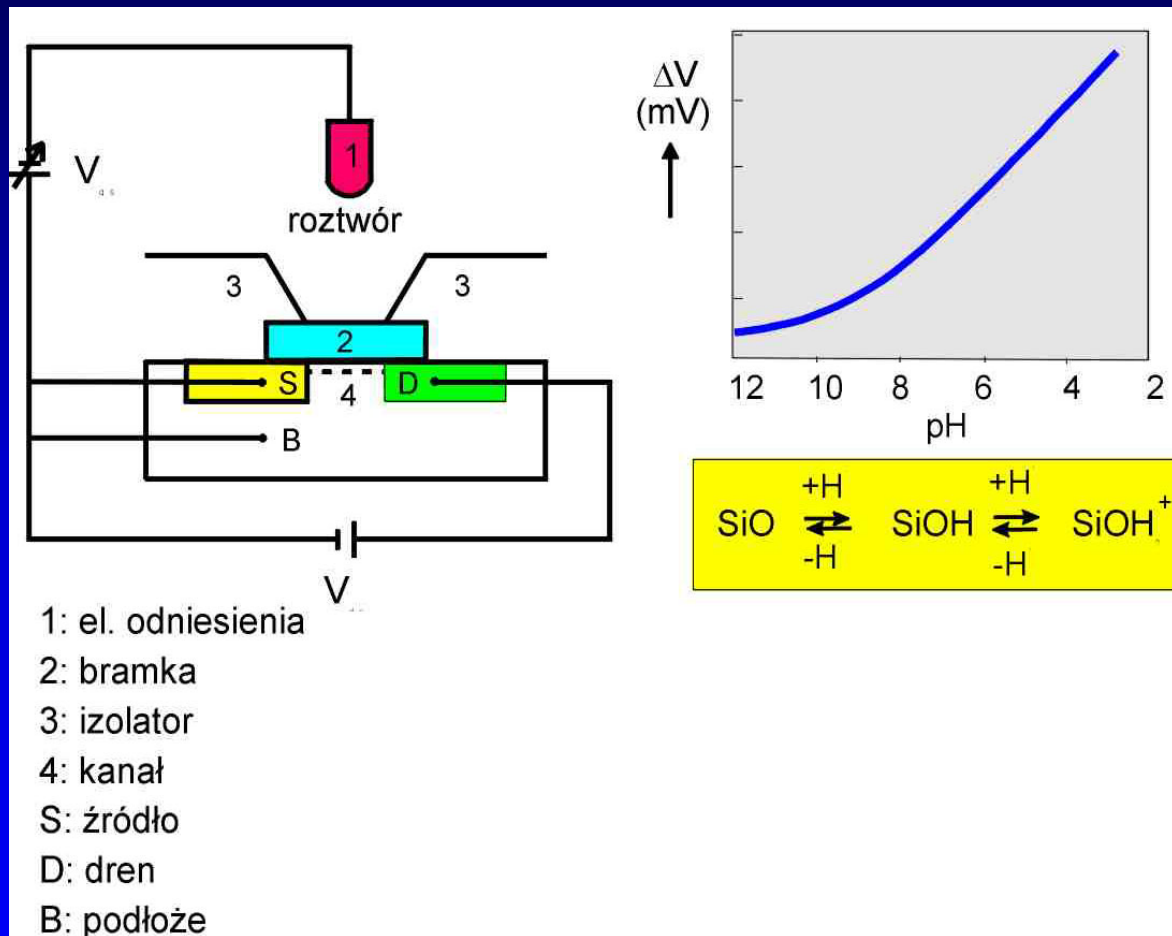 1
V
roztwór
3
3
2
S
4
D
B
V
1: el. odniesienia
2: bramka
3: izolator
4: kanał
S: źródło
D: dren
B: podłoże
ΔV
(mV)
12 10 8 6 4 2
pH
+H +H
SiO SiOH SiOH +
-H -H